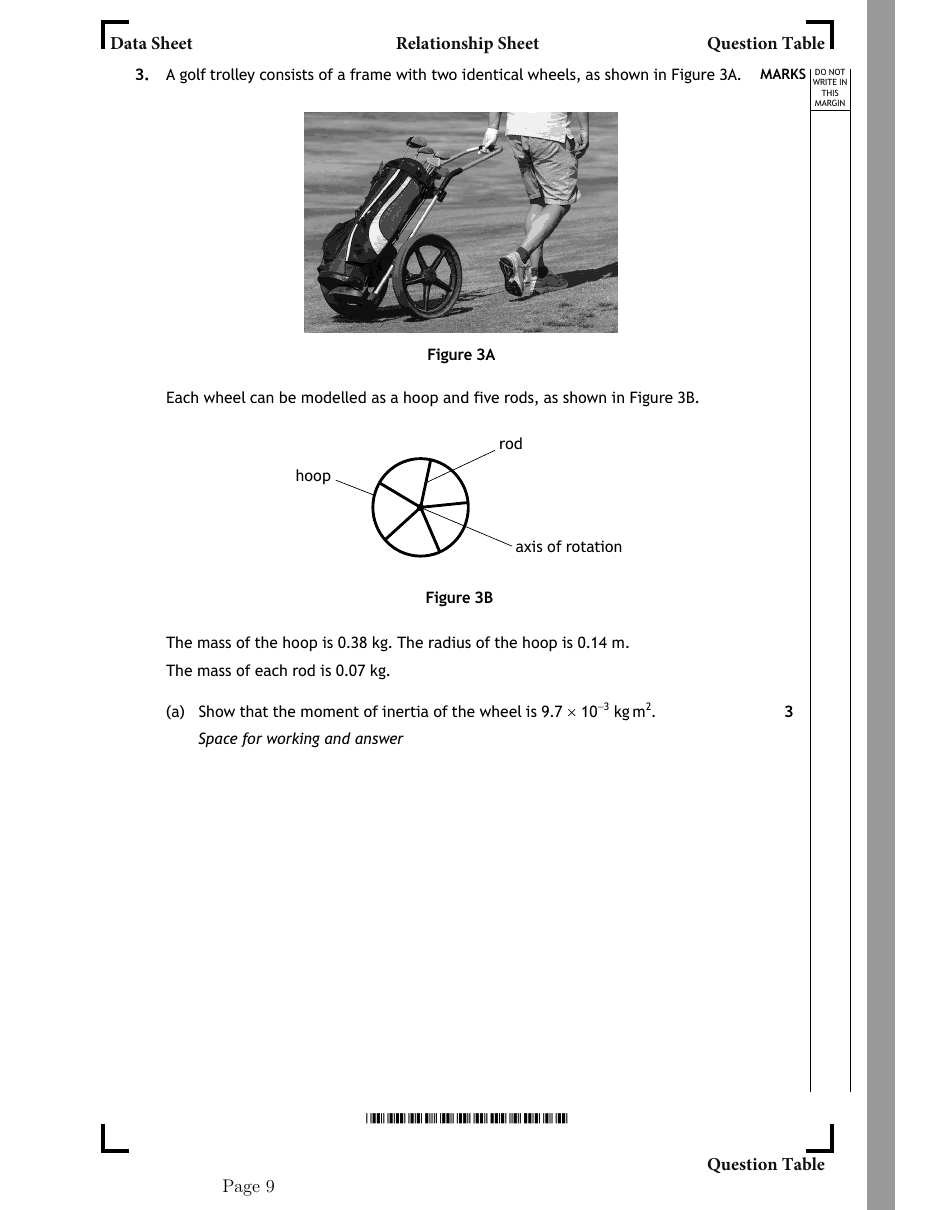 Data Sheet Relationship Sheet Question Table
3. A golf trolley consists of a frame with two identical wheels, as shown in Figure 3A. MARKS
DO NOT
WRITE IN
THIS
MARGIN
Figure 3A
Each wheel can be modelled as a hoop and five rods, as shown in Figure 3B.
rod
hoop
axis of rotation
Figure 3B
The mass of the hoop is 0.38 kg. The radius of the hoop is 0.14 m.
The mass of each rod is 0.07 kg.
(a) Show that the moment of inertia of the wheel is 9.7 × 10⁻³ kg m². 3
Space for working and answer
Question Table
Page 9